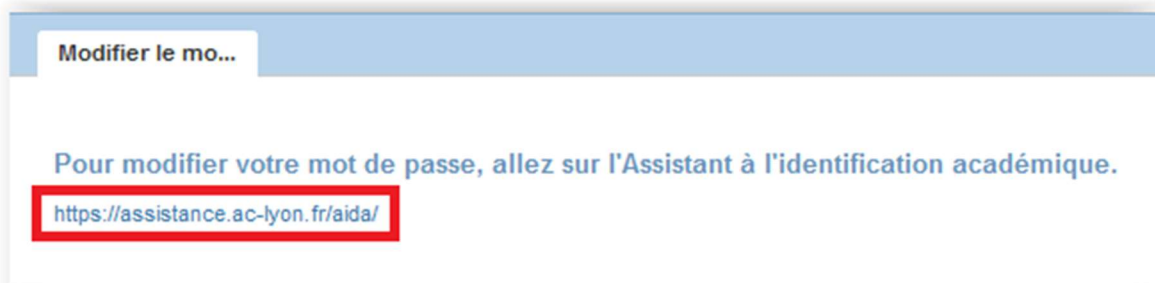 Modifier le mo...
Pour modifier votre mot de passe, allez sur l'Assistant à l'identification académique.
https://assistance.ac-lyon.fr/aida/